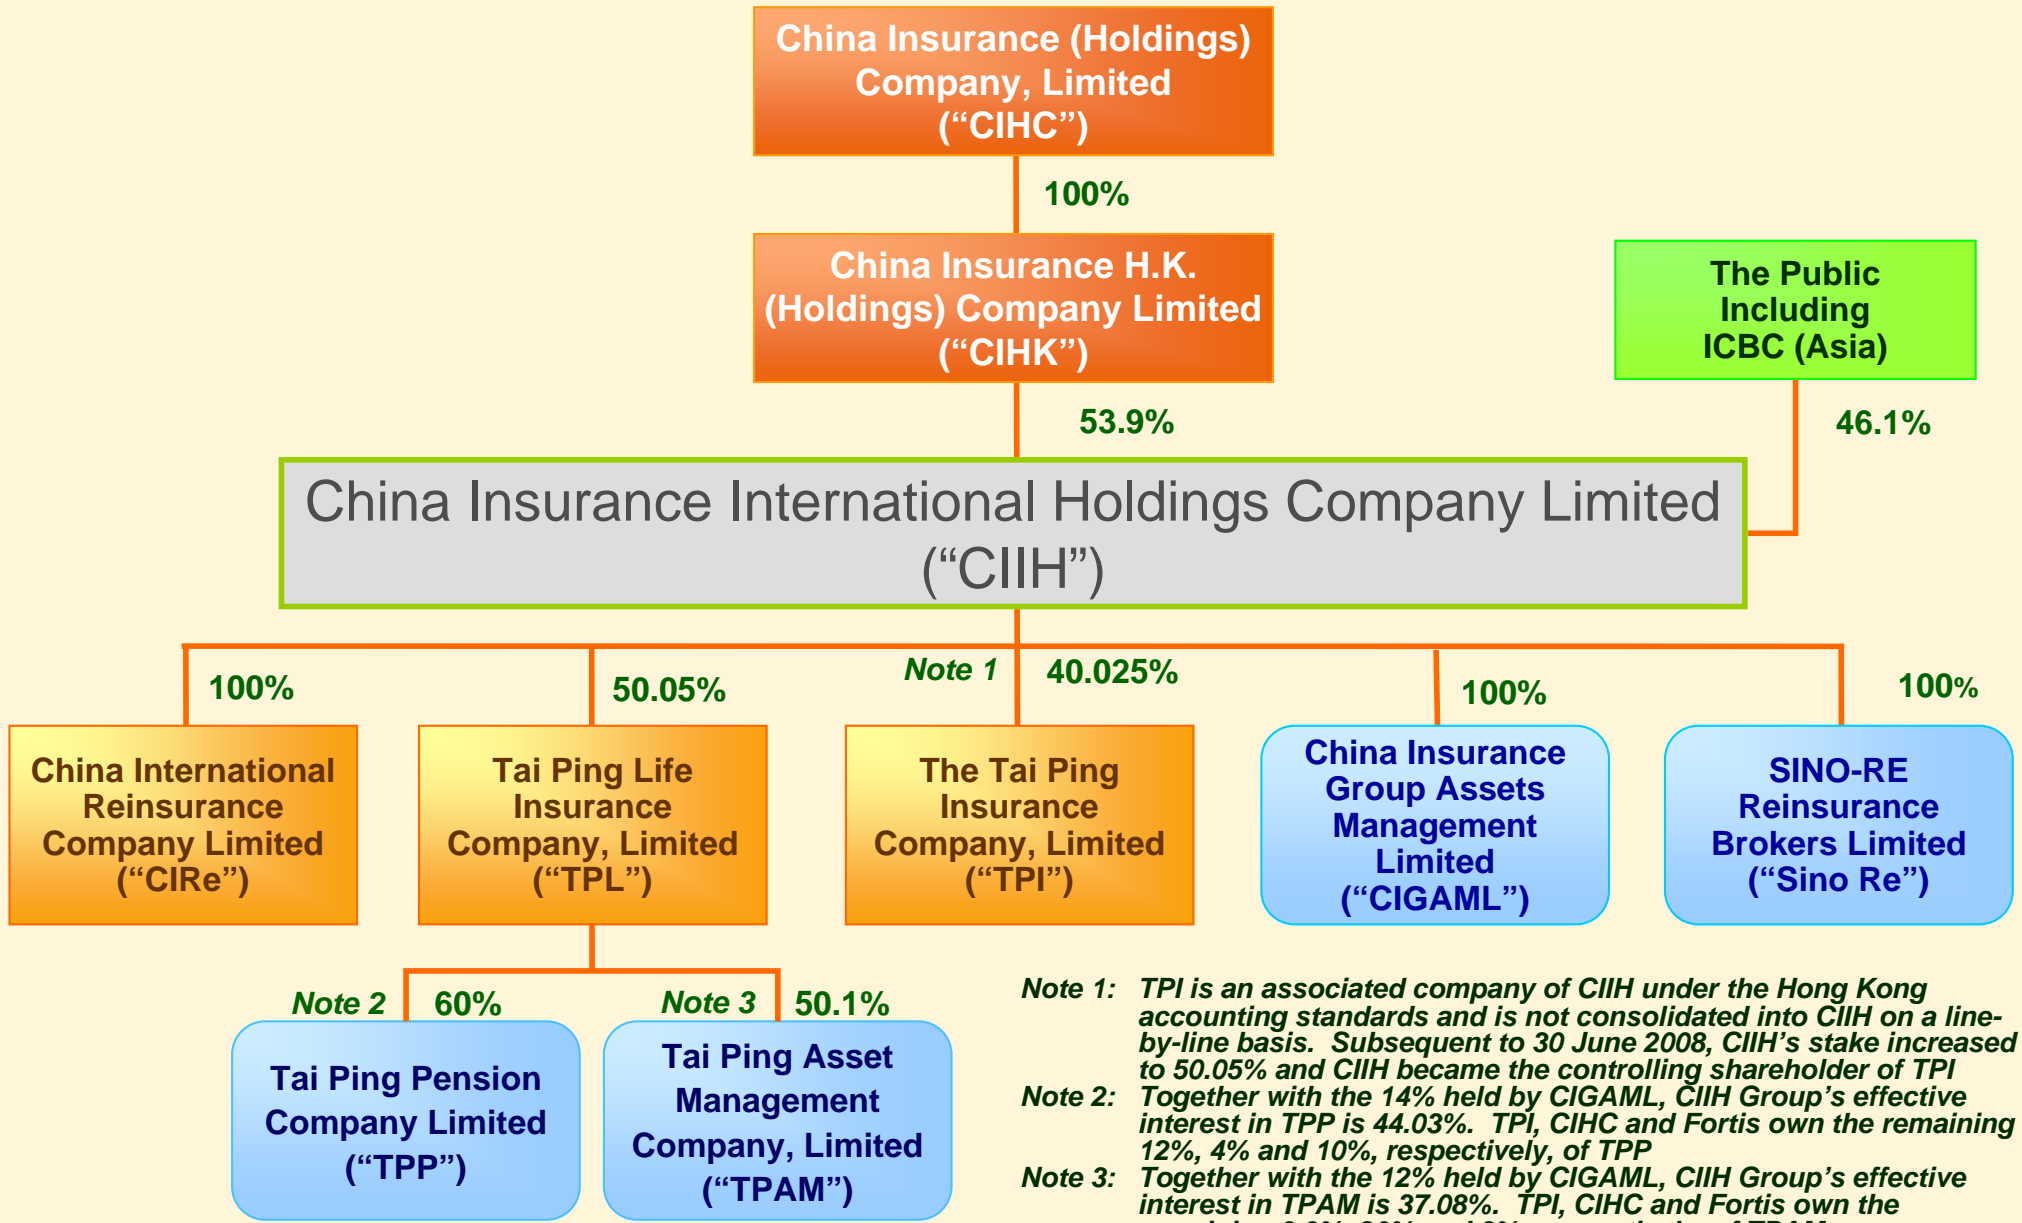 China Insurance (Holdings)
Company, Limited
(“CIHC”)
100%
China Insurance H.K.
(Holdings) Company Limited
(“CIHK”)
The Public
Including
ICBC (Asia)
53.9%
46.1%
China Insurance International Holdings Company Limited
(“CIIH”)
100%
50.05%
Note 1
40.025%
100%
100%
China International
Reinsurance
Company Limited
(“CIRe”)
Tai Ping Life
Insurance
Company, Limited
(“TPL”)
The Tai Ping
Insurance
Company, Limited
(“TPI”)
China Insurance
Group Assets
Management
Limited
(“CIGAML”)
SINO-RE
Reinsurance
Brokers Limited
(“Sino Re”)
Note 2
60%
Note 3
50.1%
Tai Ping Pension
Company Limited
(“TPP”)
Tai Ping Asset
Management
Company, Limited
(“TPAM”)
Note 1: TPI is an associated company of CIIH under the Hong Kong
accounting standards and is not consolidated into CIIH on a line-
by-line basis. Subsequent to 30 June 2008, CIIH’s stake increased
to 50.05% and CIIH became the controlling shareholder of TPI
Note 2: Together with the 14% held by CIGAML, CIIH Group’s effective
interest in TPP is 44.03%. TPI, CIHC and Fortis own the remaining
12%, 4% and 10%, respectively, of TPP
Note 3: Together with the 12% held by CIGAML, CIIH Group’s effective
interest in TPAM is 37.08%. TPI, CIHC and Fortis own the